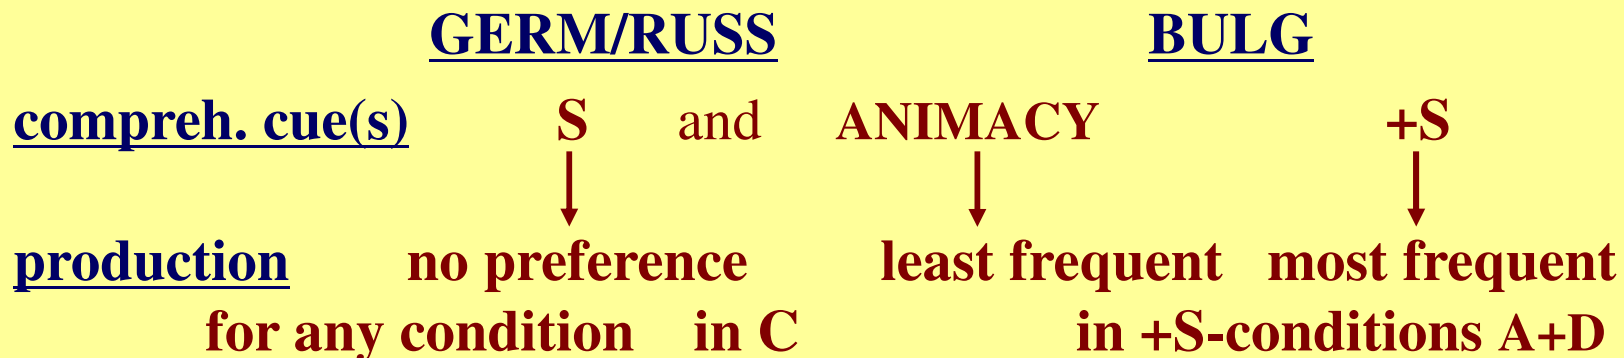 GERM/RUSS BULG
compreh. cue(s) S and ANIMACY +S
production no preference least frequent most frequent
for any condition in C in +S-conditions A+D